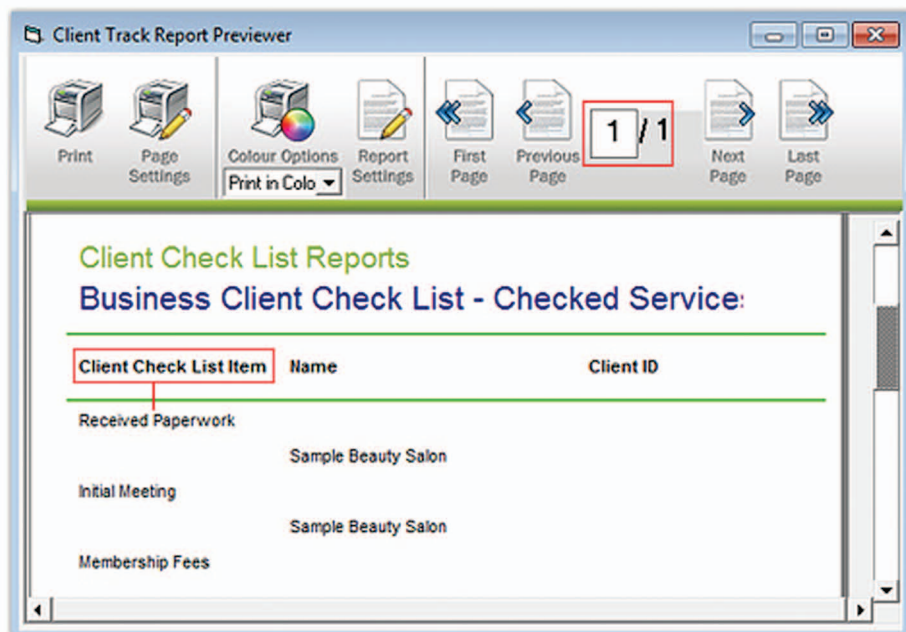 Client Track Report Previewer
Print
Page
Settings
Colour Options
Print in Colo
Report
Settings
First
Page
Previous
Page
1 / 1
Next
Page
Last
Page
Client Check List Reports
Business Client Check List - Checked Services
Client Check List Item Name Client ID
Received Paperwork
Sample Beauty Salon
Initial Meeting
Sample Beauty Salon
Membership Fees